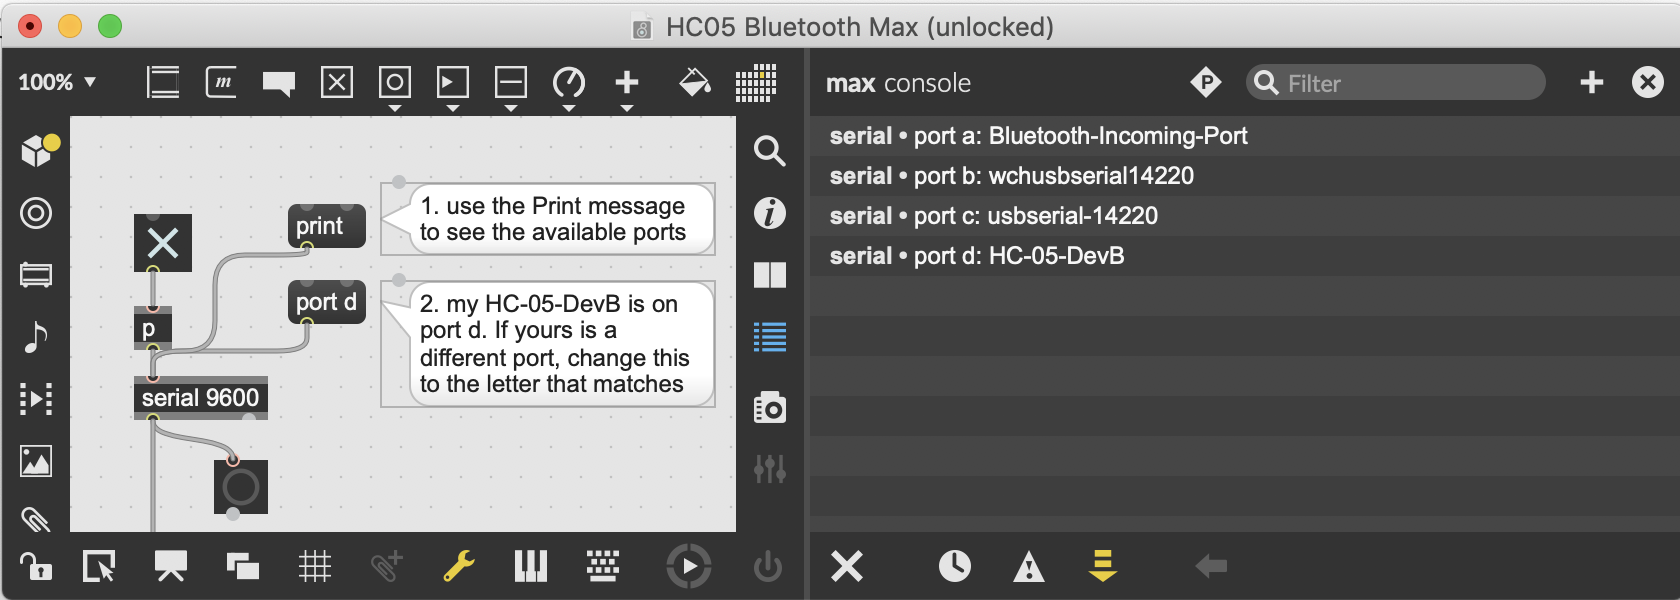 HC05 Bluetooth Max (unlocked)
100%
m
print
1. use the Print message
to see the available ports
port d
2. my HC-05-DevB is on
port d. If yours is a
different port, change this
to the letter that matches
p
serial 9600
max console
P
Filter
serial • port a: Bluetooth-Incoming-Port
serial • port b: wchusbserial14220
serial • port c: usbserial-14220
serial • port d: HC-05-DevB